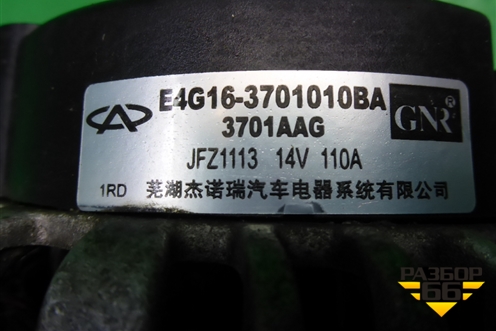 E4G16-3701010BA
3701AAG
GNR®
JFZ1113 14V 110A
1RD 芜湖杰诺瑞汽车电器系统有限公司
РАЗБОР
66